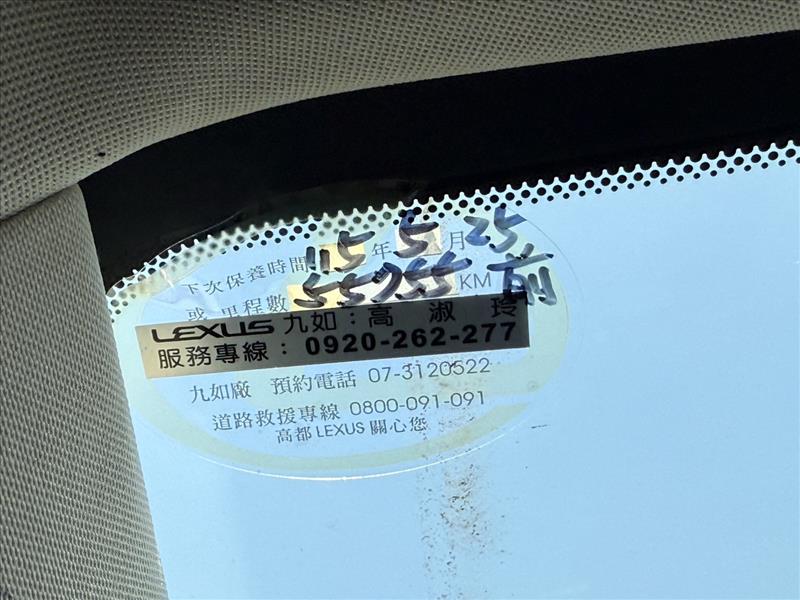 下次保養時間 115 年 5 月 25
或 里程數 55755 KM 前
LEXUS 九如:高 淑 玲
服務專線: 0920-262-277
九如廠 預約電話 07-3120522
道路救援專線 0800-091-091
高都 LEXUS 關心您